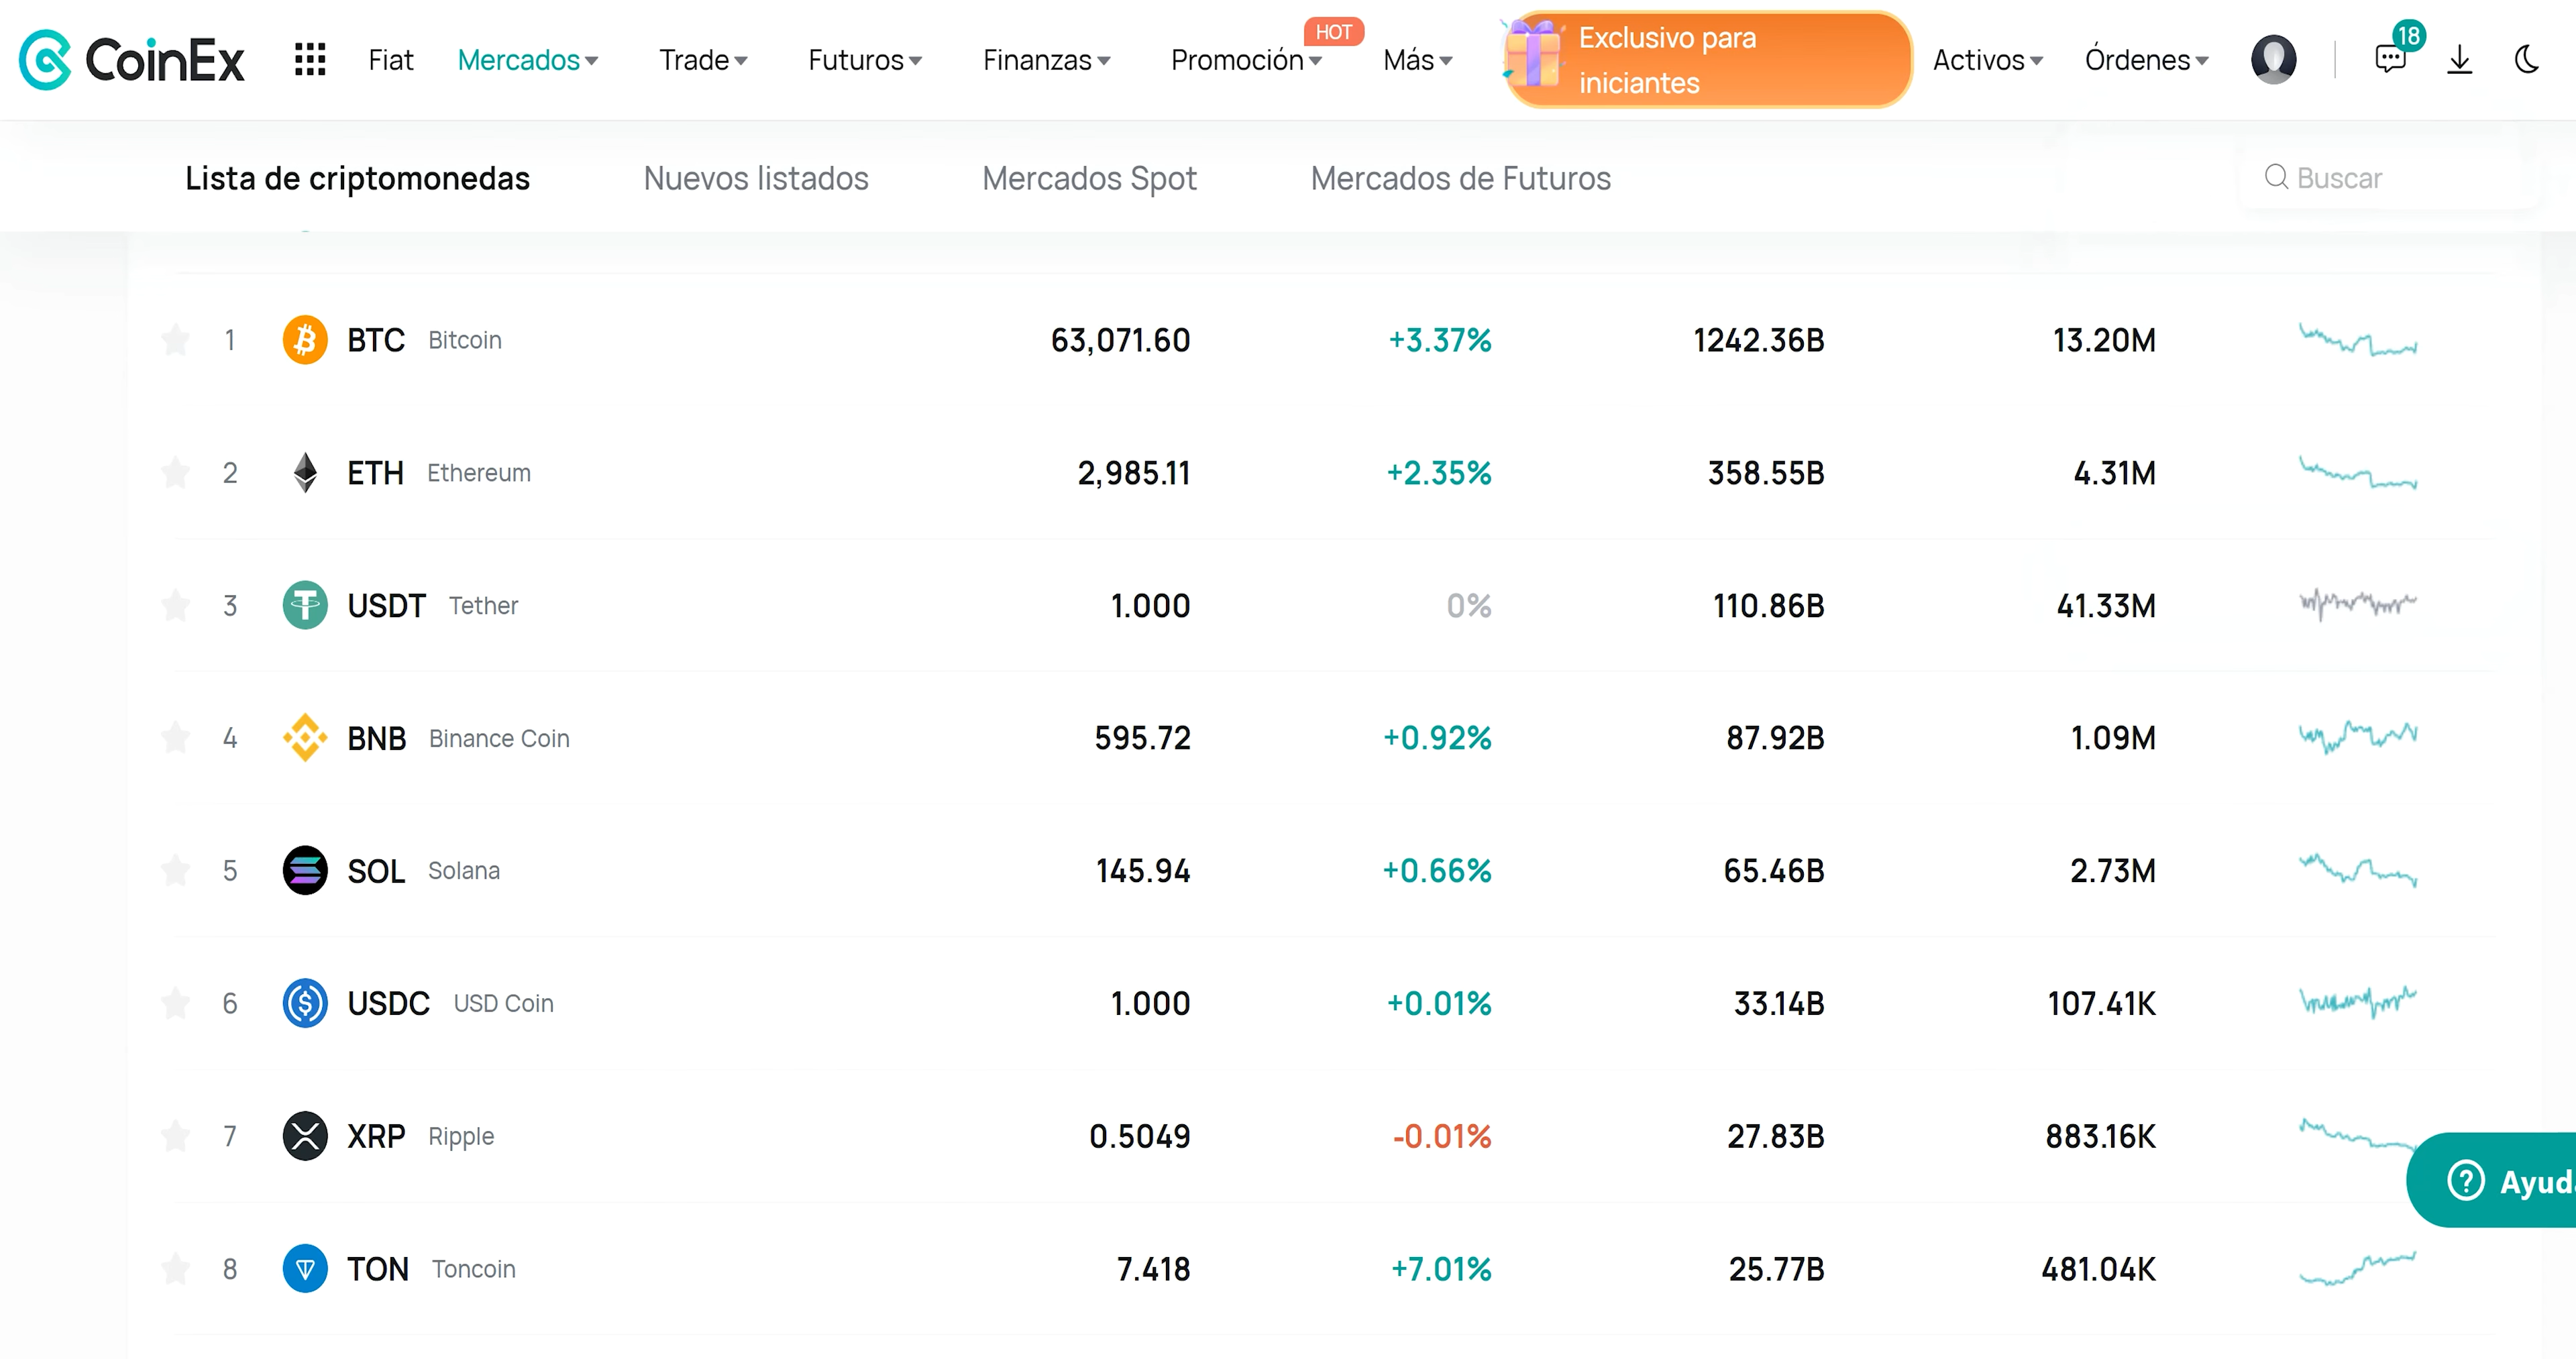 CoinEx Fiat Mercados Trade Futuros Finanzas Promoción HOT Más Exclusivo para
iniciantes
Activos Órdenes 18
Lista de criptomonedas Nuevos listados Mercados Spot Mercados de Futuros Buscar
1 BTC Bitcoin 63,071.60 +3.37% 1242.36B 13.20M
2 ETH Ethereum 2,985.11 +2.35% 358.55B 4.31M
3 USDT Tether 1.000 0% 110.86B 41.33M
4 BNB Binance Coin 595.72 +0.92% 87.92B 1.09M
5 SOL Solana 145.94 +0.66% 65.46B 2.73M
6 USDC USD Coin 1.000 +0.01% 33.14B 107.41K
7 XRP Ripple 0.5049 -0.01% 27.83B 883.16K
Ayud
8 TON Toncoin 7.418 +7.01% 25.77B 481.04K